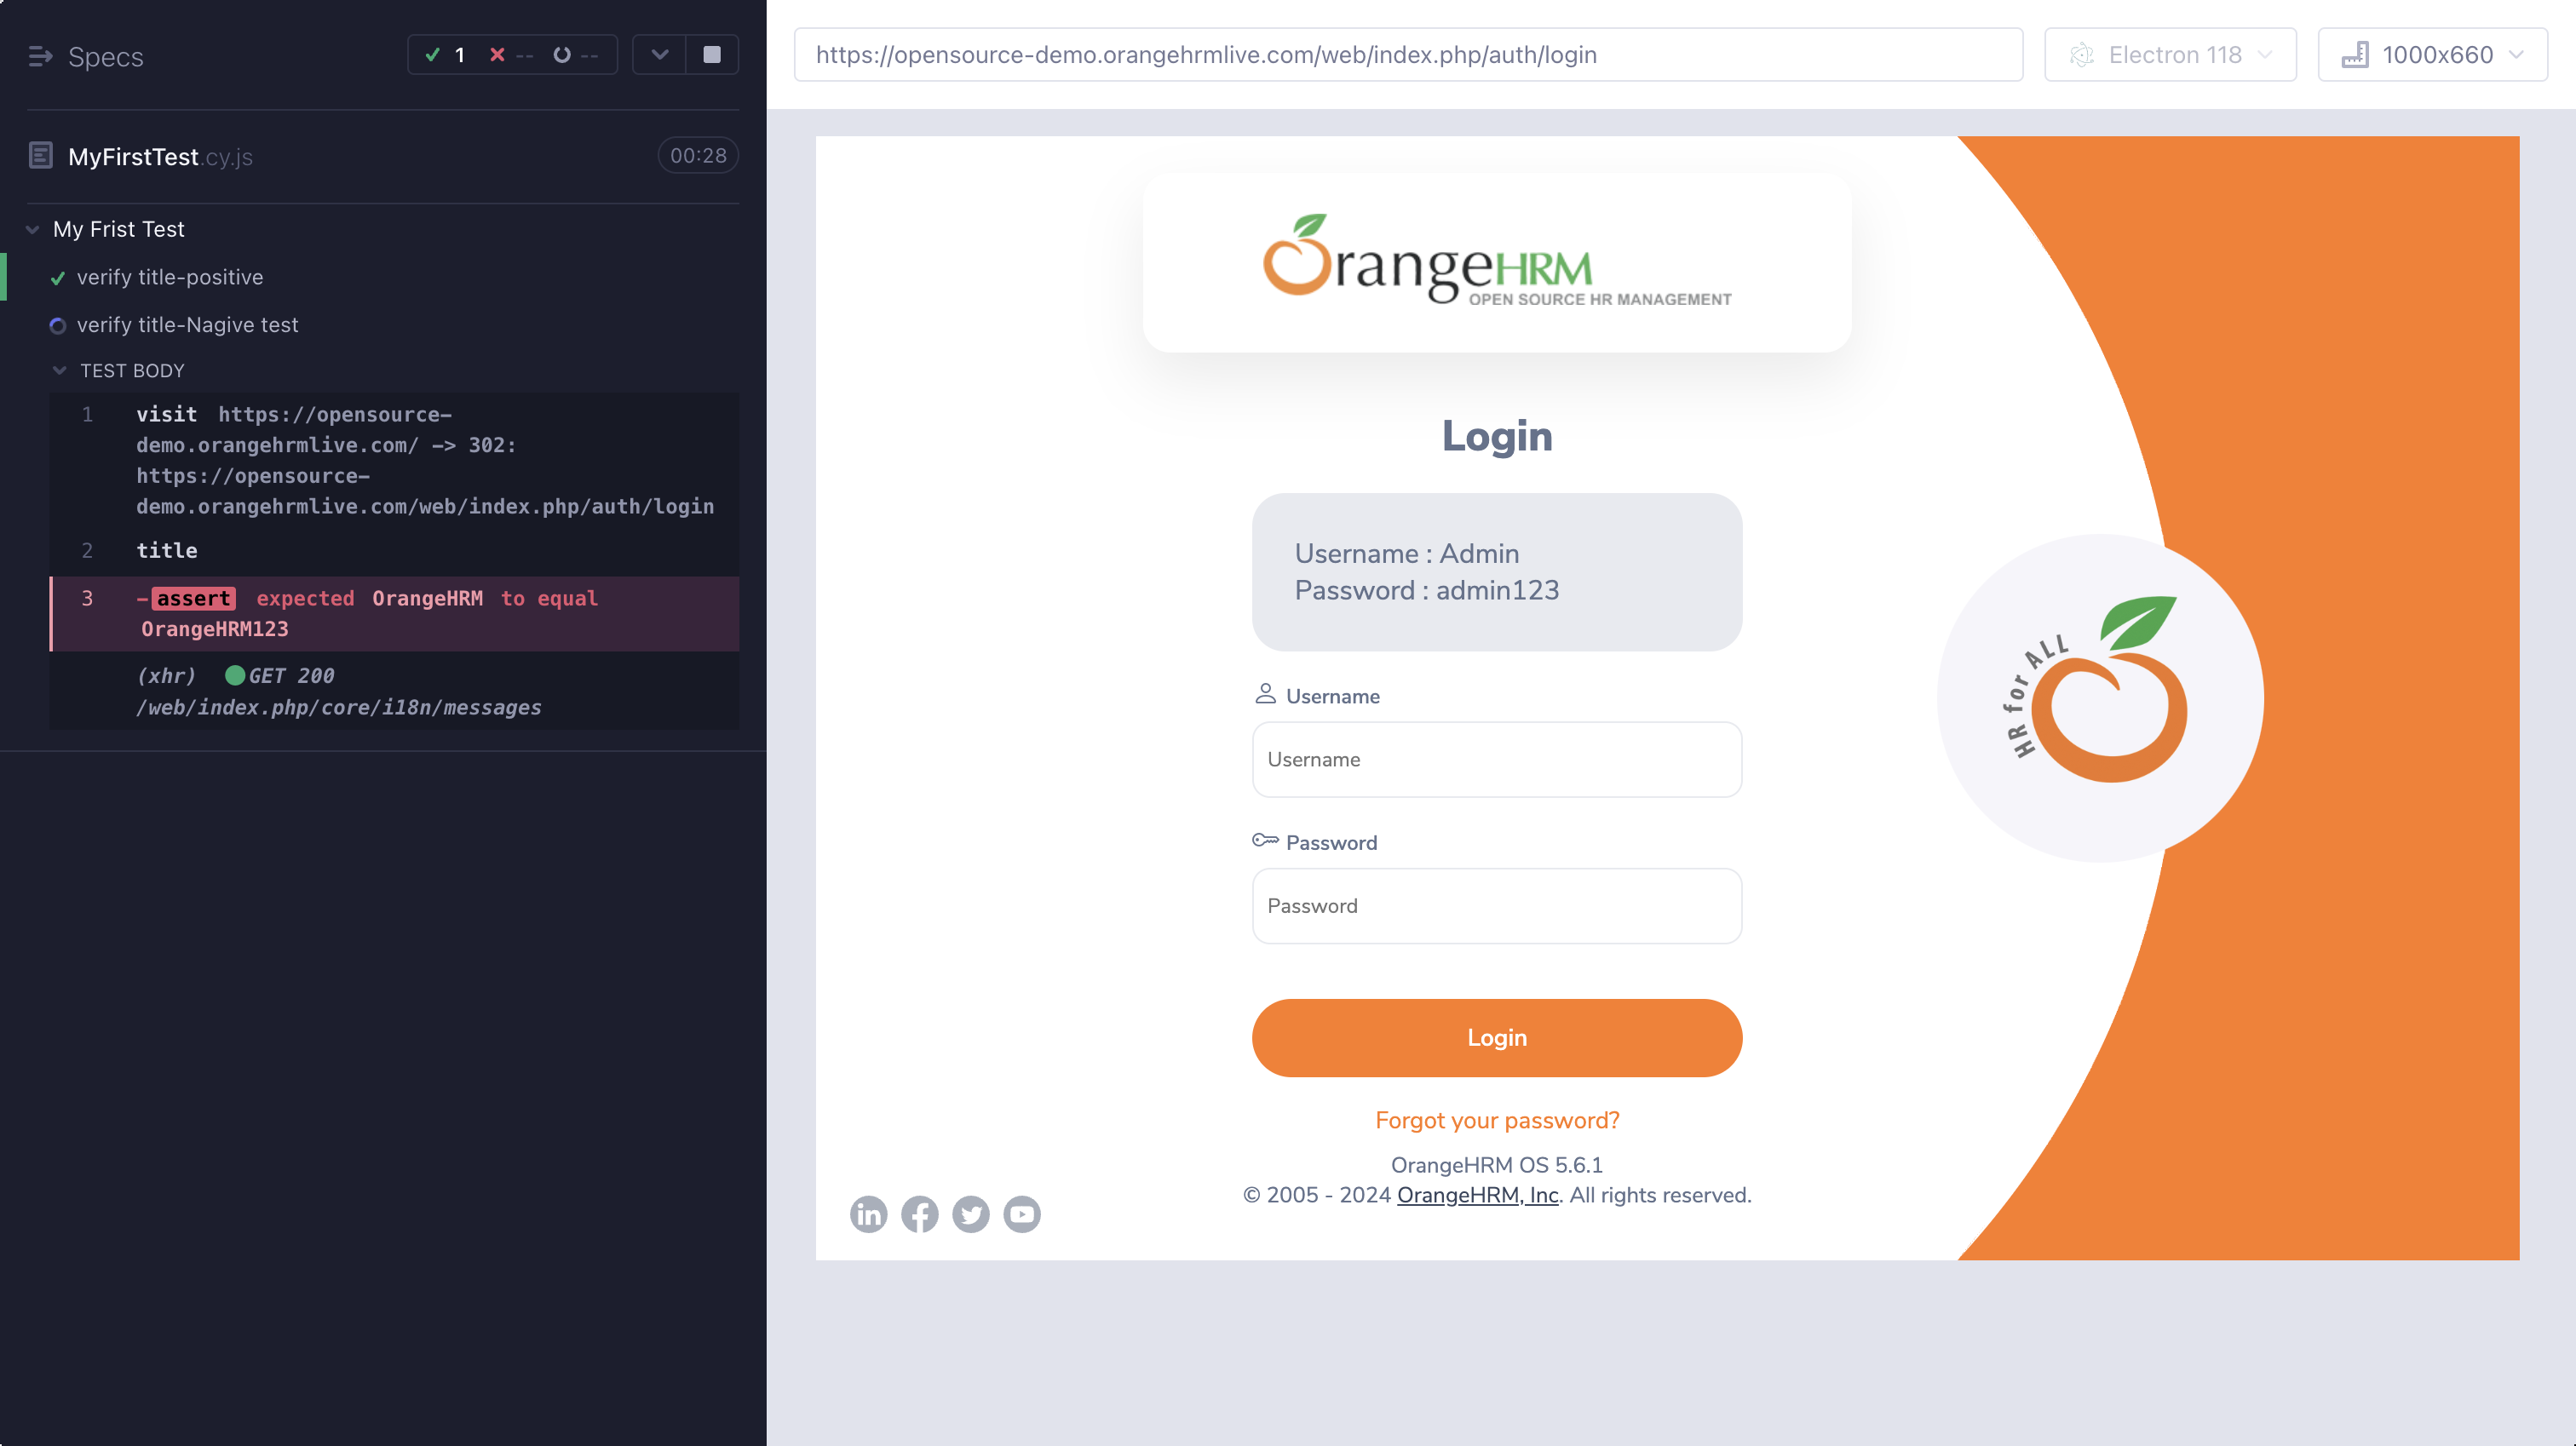 Specs
1 -- --
MyFirstTest.cy.js
00:28
My Frist Test
verify title-positive
verify title-Nagive test
TEST BODY
1 visit https://opensource-
demo.orangehrmlive.com/ -> 302:
https://opensource-
demo.orangehrmlive.com/web/index.php/auth/login
2 title
3 -assert expected OrangeHRM to equal
OrangeHRM123
(xhr) GET 200
/web/index.php/core/i18n/messages
https://opensource-demo.orangehrmlive.com/web/index.php/auth/login
Electron 118
1000x660
OrangeHRM
OPEN SOURCE HR MANAGEMENT
Login
Username : Admin
Password : admin123
Username
Username
Password
Password
Login
Forgot your password?
OrangeHRM OS 5.6.1
© 2005 - 2024 OrangeHRM, Inc. All rights reserved.
HR for ALL